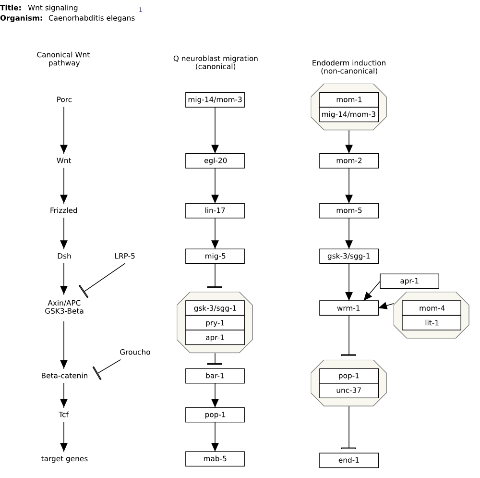 Title: Wnt signaling
1
Organism: Caenorhabditis elegans
Canonical Wnt
pathway
Q neuroblast migration
(canonical)
Endoderm induction
(non-canonical)
Porc
mig-14/mom-3
mom-1
mig-14/mom-3
Wnt
egl-20
mom-2
Frizzled
lin-17
mom-5
Dsh
LRP-5
mig-5
gsk-3/sgg-1
apr-1
Axin/APC
GSK3-Beta
gsk-3/sgg-1
pry-1
apr-1
wrm-1
mom-4
lit-1
Groucho
Beta-catenin
bar-1
pop-1
unc-37
Tcf
pop-1
target genes
mab-5
end-1